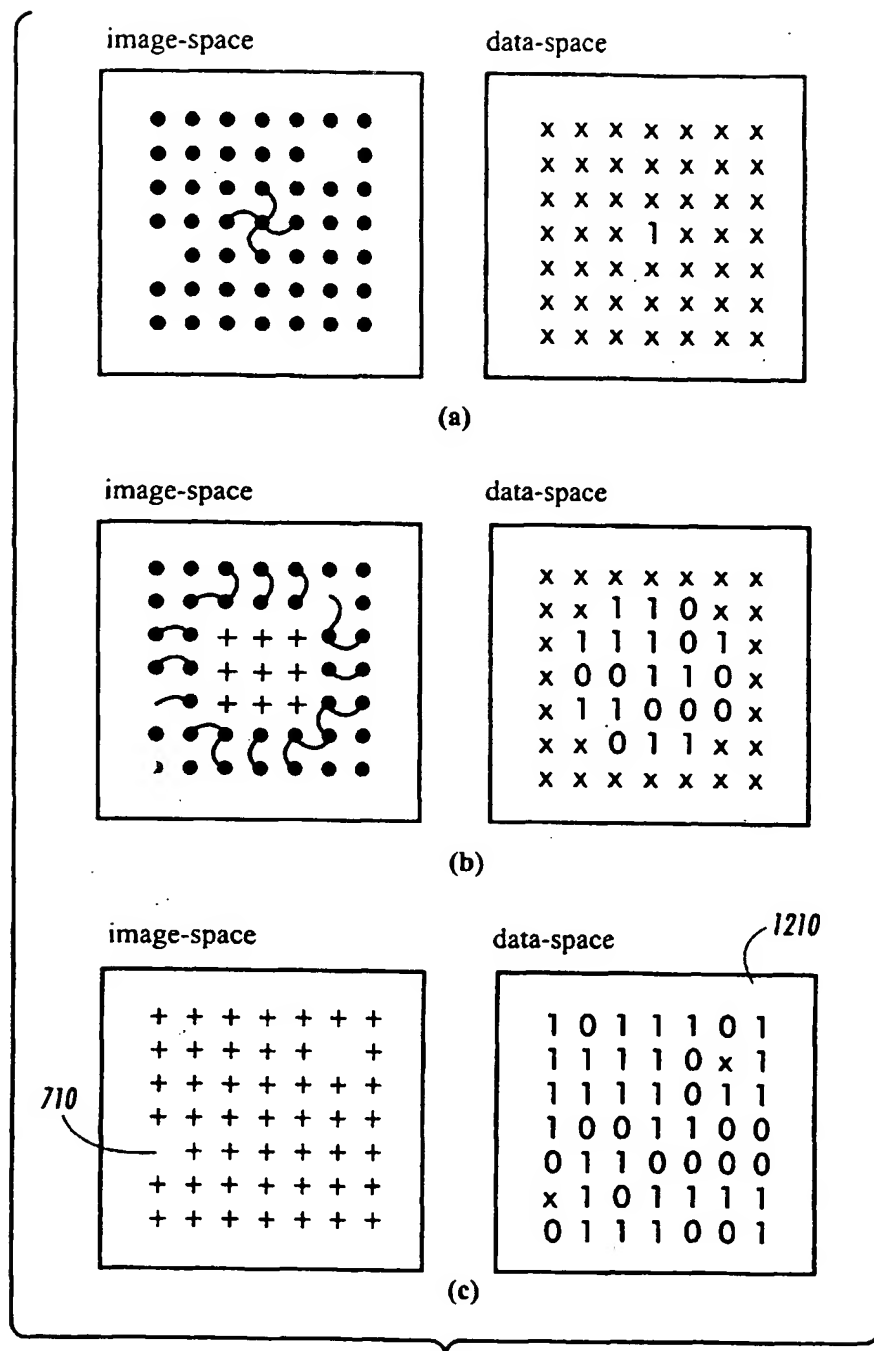 image-space data-space
x x x x x x x
x x x x x x x
x x x x x x x
x x x 1 x x x
x x x x x x x
x x x x x x x
x x x x x x x
(a)
image-space data-space
x x x x x x x
x x 1 1 0 x x
+ + + x 1 1 1 0 1 x
+ + + x 0 0 1 1 0 x
+ + + x 1 1 0 0 0 x
x x 0 1 1 x x
x x x x x x x
(b)
1210
image-space data-space
+ + + + + + + 1 0 1 1 1 0 1
+ + + + + + 1 1 1 1 0 x 1
+ + + + + + + 1 1 1 1 0 1 1
710 + + + + + + + 1 0 0 1 1 0 0
+ + + + + + 0 1 1 0 0 0 0
+ + + + + + + x 1 0 1 1 1 1
+ + + + + + + 0 1 1 1 0 0 1
(c)